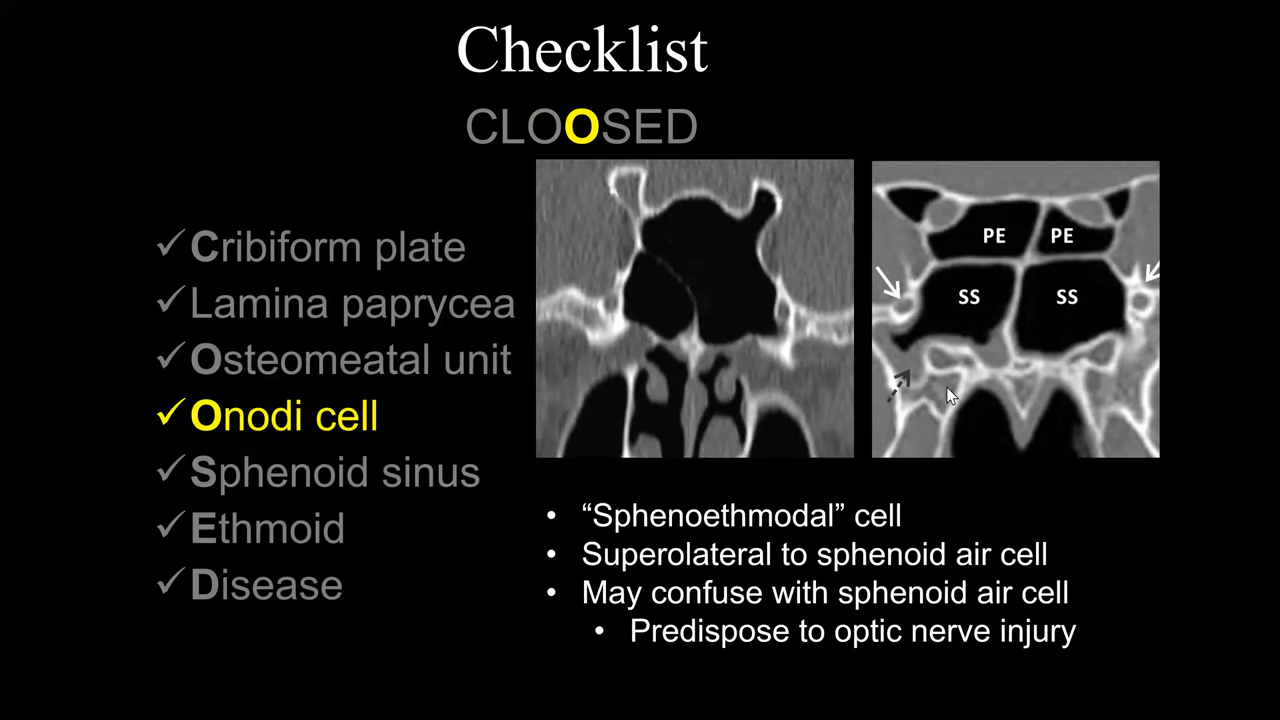 Checklist
CLOOSED
✓Cribiform plate
✓Lamina paprycea
✓Osteomeatal unit
✓Onodi cell
✓Sphenoid sinus
✓Ethmoid
✓Disease
PE PE
SS SS
• “Sphenoethmodal” cell
• Superolateral to sphenoid air cell
• May confuse with sphenoid air cell
• Predispose to optic nerve injury